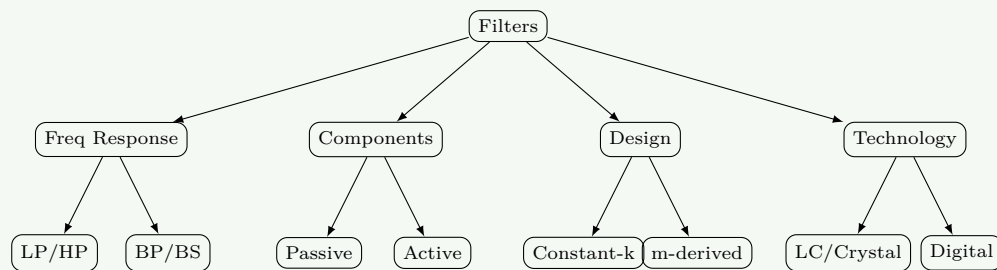 Filters
Freq Response
Components
Design
Technology
LP/HP
BP/BS
Passive
Active
Constant-k
m-derived
LC/Crystal
Digital